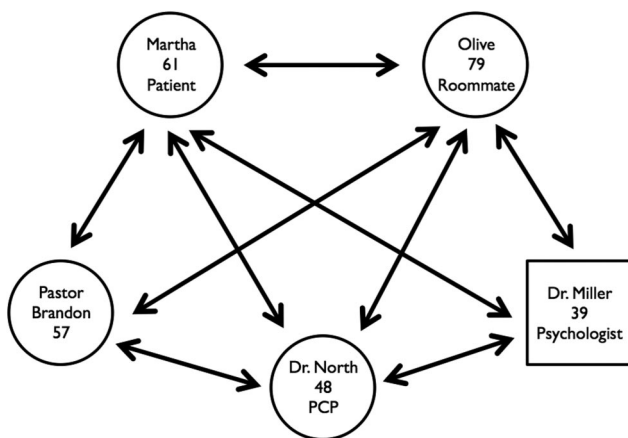 Martha
61
Patient
Olive
79
Roommate
Pastor
Brandon
57
Dr. North
48
PCP
Dr. Miller
39
Psychologist